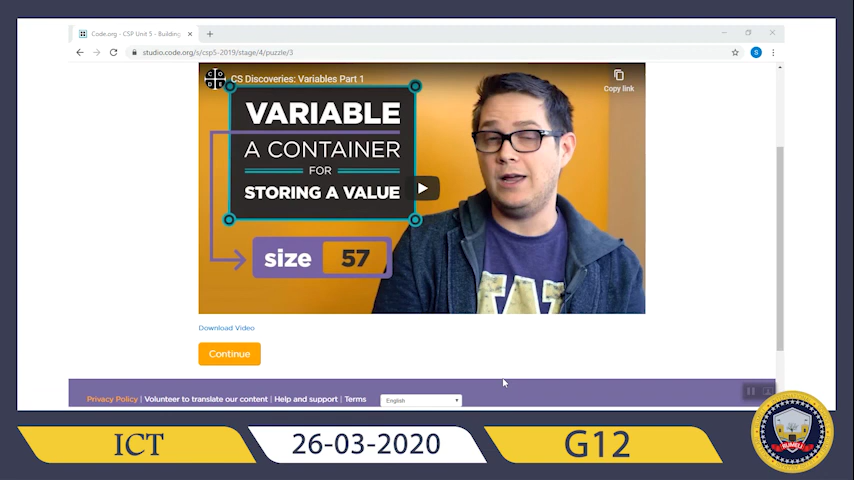 Code.org - CSP Unit 5 - Building
studio.code.org/s/csp5-2019/stage/4/puzzle/3
CODE
CS Discoveries: Variables Part 1
Copy link
VARIABLE
A CONTAINER
FOR
STORING A VALUE
size 57
Download Video
Continue
Privacy Policy | Volunteer to translate our content | Help and support | Terms
English
ICT
26-03-2020
G12